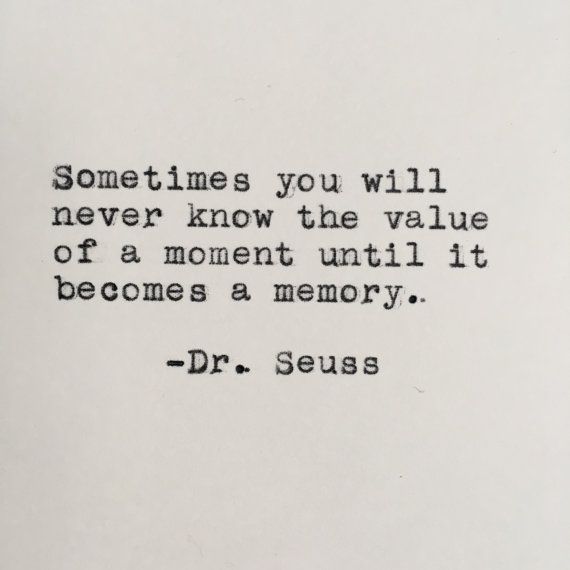 Sometimes you will
never know the value
of a moment until it
becomes a memory.
-Dr. Seuss